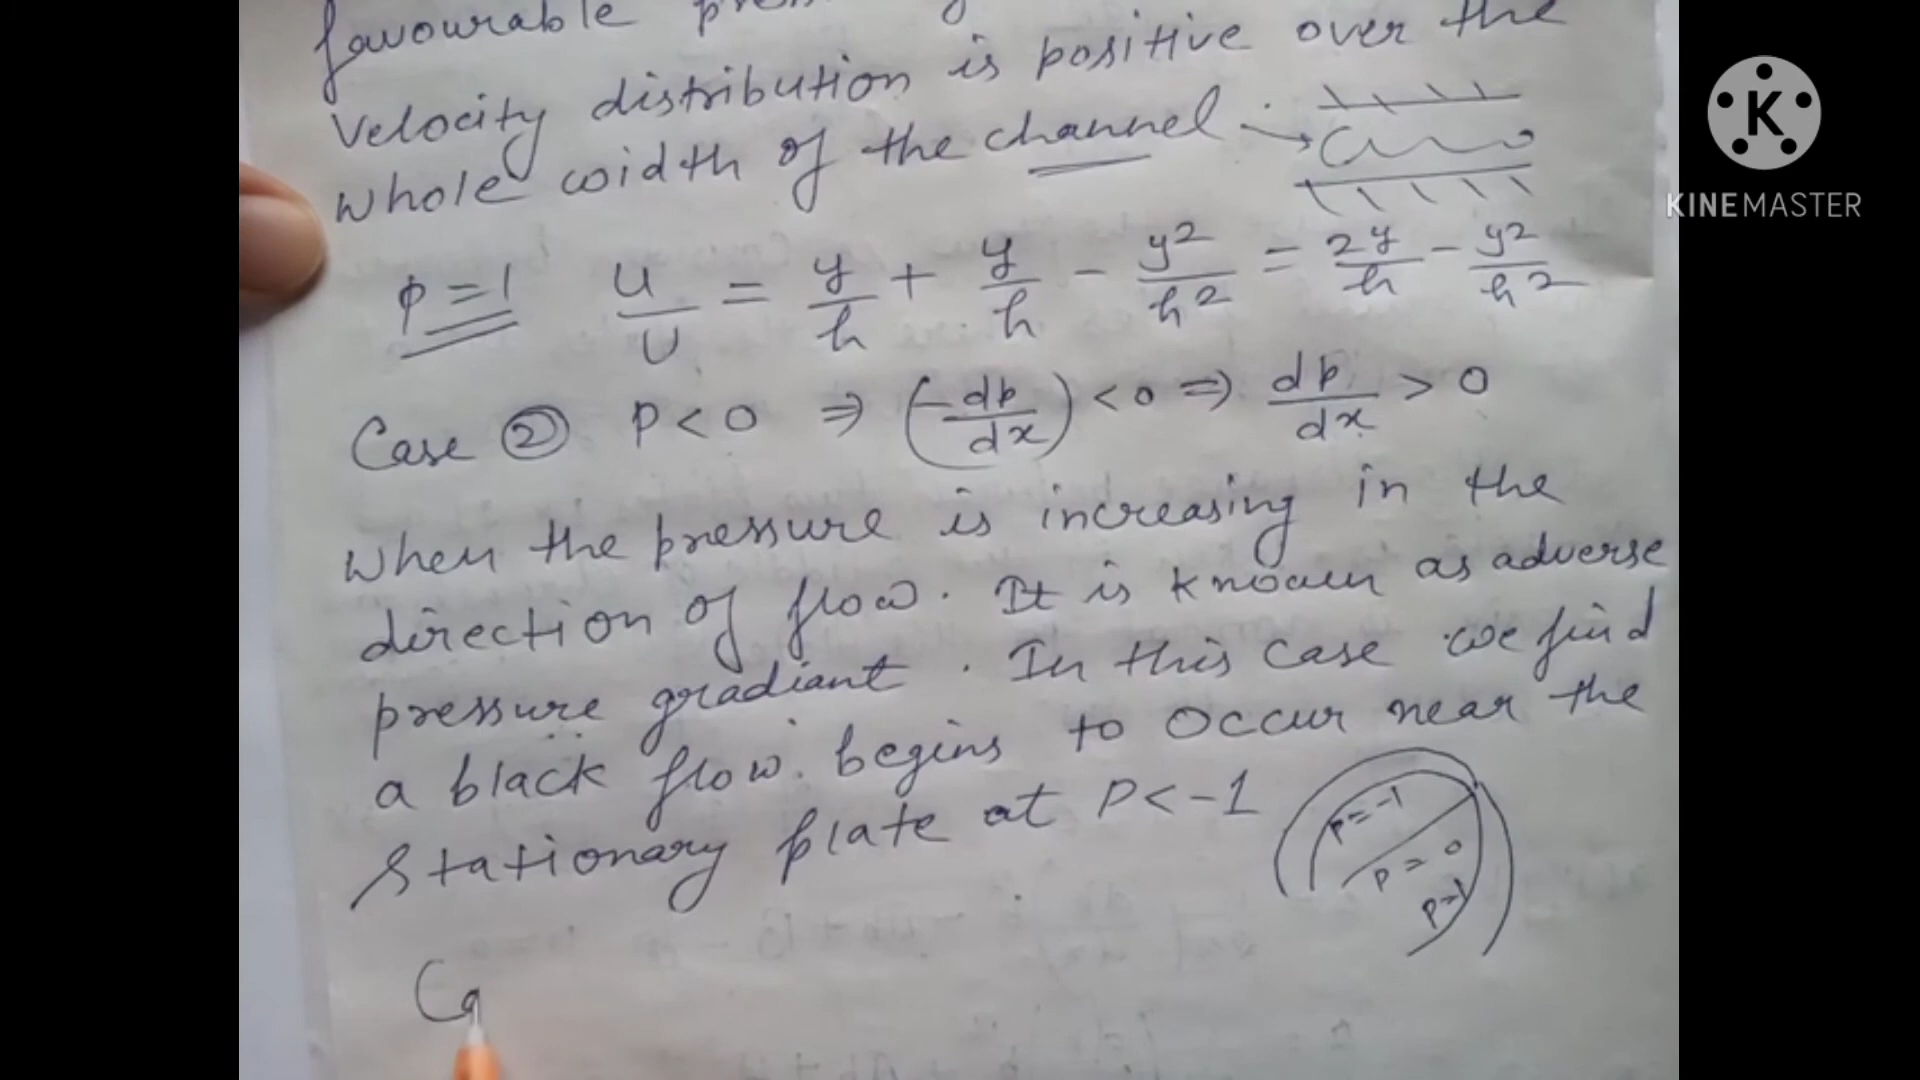 favourable
velocity distribution is positive over the
whole width of the channel.
p=1 u/U = y/h + y/h - y²/h² = 2y/h - y²/h²
Case ② P<0 ⇒ (-dp/dx) <0 ⇒ dp/dx > 0
When the pressure is increasing in the
direction of flow. It is known as adverse
pressure gradiant. In this case we find
a black flow. begins to occur near the
stationary plate at P<-1
P=-1
P=0
P=1
Ca
K
KINEMASTER